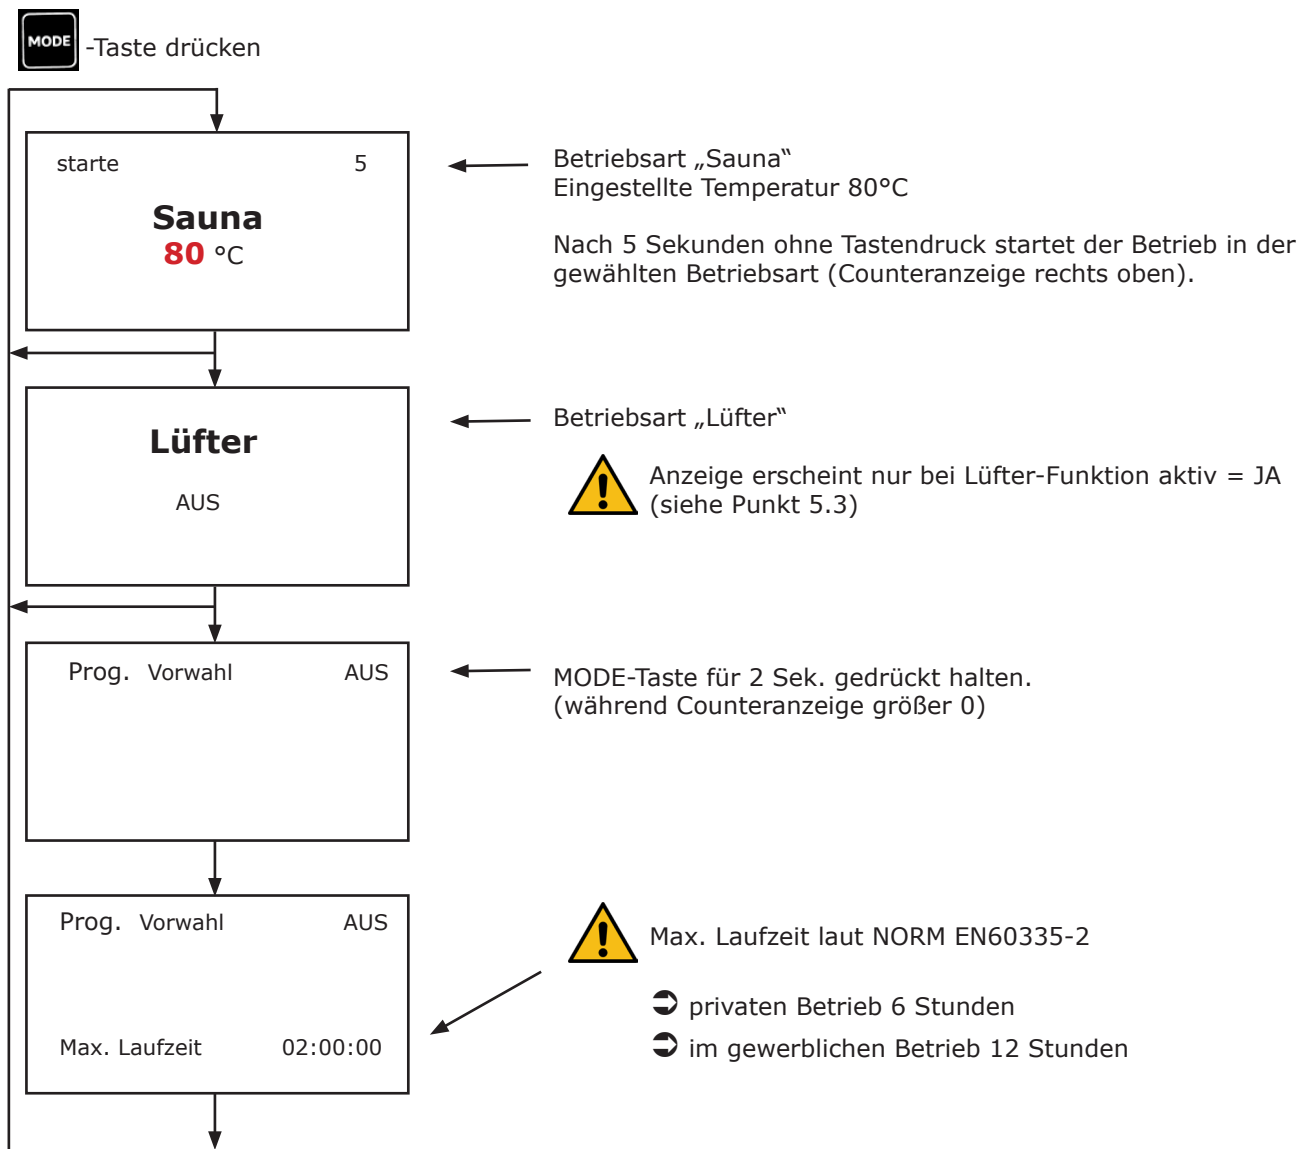 MODE -Taste drücken
starte 5
Sauna
80 °C
Betriebsart „Sauna“
Eingestellte Temperatur 80°C
Nach 5 Sekunden ohne Tastendruck startet der Betrieb in der
gewählten Betriebsart (Counteranzeige rechts oben).
Lüfter
AUS
Betriebsart „Lüfter“
Anzeige erscheint nur bei Lüfter-Funktion aktiv = JA
(siehe Punkt 5.3)
Prog. Vorwahl AUS
MODE-Taste für 2 Sek. gedrückt halten.
(während Counteranzeige größer 0)
Prog. Vorwahl AUS
Max. Laufzeit 02:00:00
Max. Laufzeit laut NORM EN60335-2
➲ privaten Betrieb 6 Stunden
➲ im gewerblichen Betrieb 12 Stunden